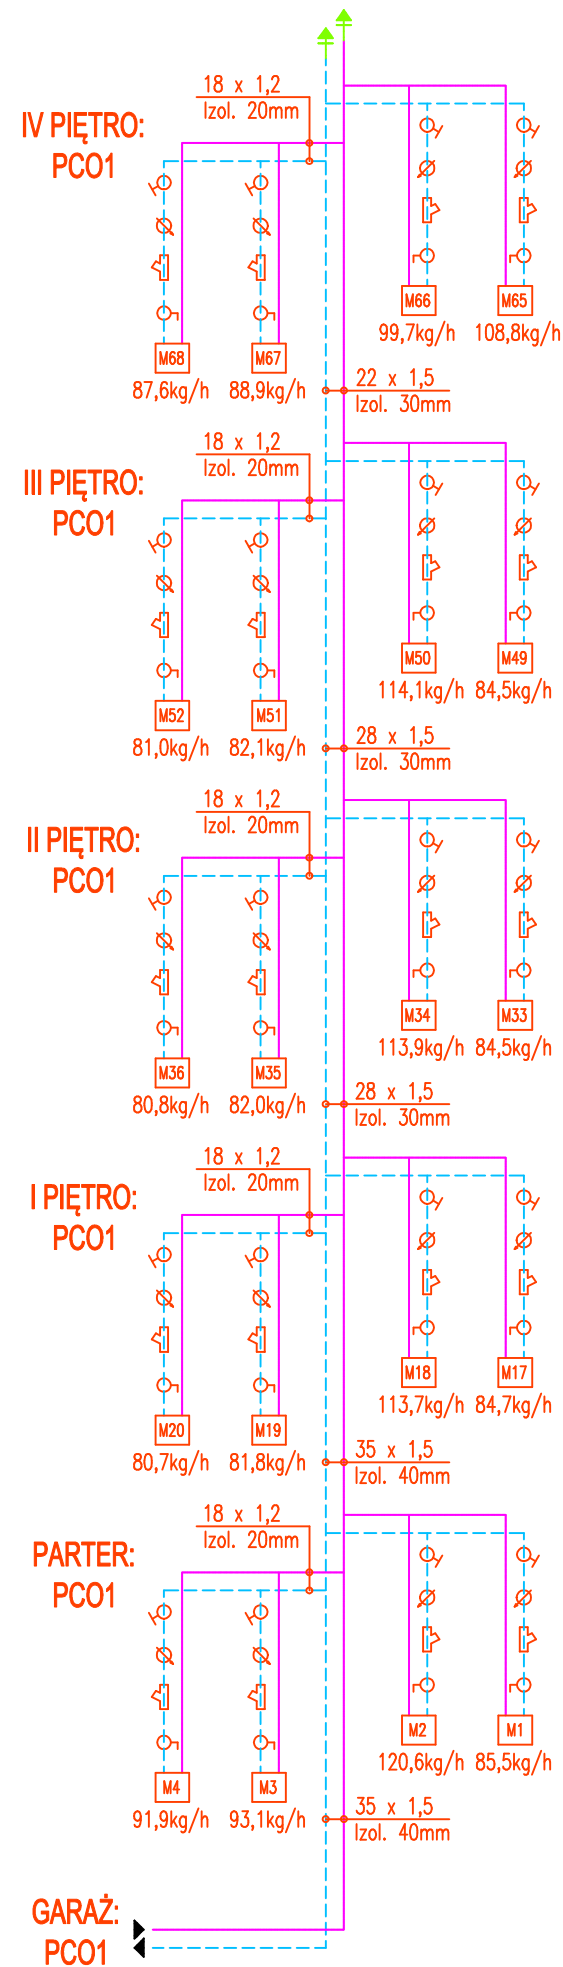 18 x 1,2
Izol. 20mm
IV PIĘTRO:
PCO1
M66
M65
99,7kg/h
108,8kg/h
M68
M67
87,6kg/h
88,9kg/h
22 x 1,5
Izol. 30mm
18 x 1,2
Izol. 20mm
III PIĘTRO:
PCO1
M50
M49
114,1kg/h
84,5kg/h
M52
M51
81,0kg/h
82,1kg/h
28 x 1,5
Izol. 30mm
18 x 1,2
Izol. 20mm
II PIĘTRO:
PCO1
M34
M33
113,9kg/h
84,5kg/h
M36
M35
80,8kg/h
82,0kg/h
28 x 1,5
Izol. 30mm
18 x 1,2
Izol. 20mm
I PIĘTRO:
PCO1
M18
M17
113,7kg/h
84,7kg/h
M20
M19
80,7kg/h
81,8kg/h
35 x 1,5
Izol. 40mm
18 x 1,2
Izol. 20mm
PARTER:
PCO1
M2
M1
120,6kg/h
85,5kg/h
M4
M3
91,9kg/h
93,1kg/h
35 x 1,5
Izol. 40mm
GARAŻ:
PCO1